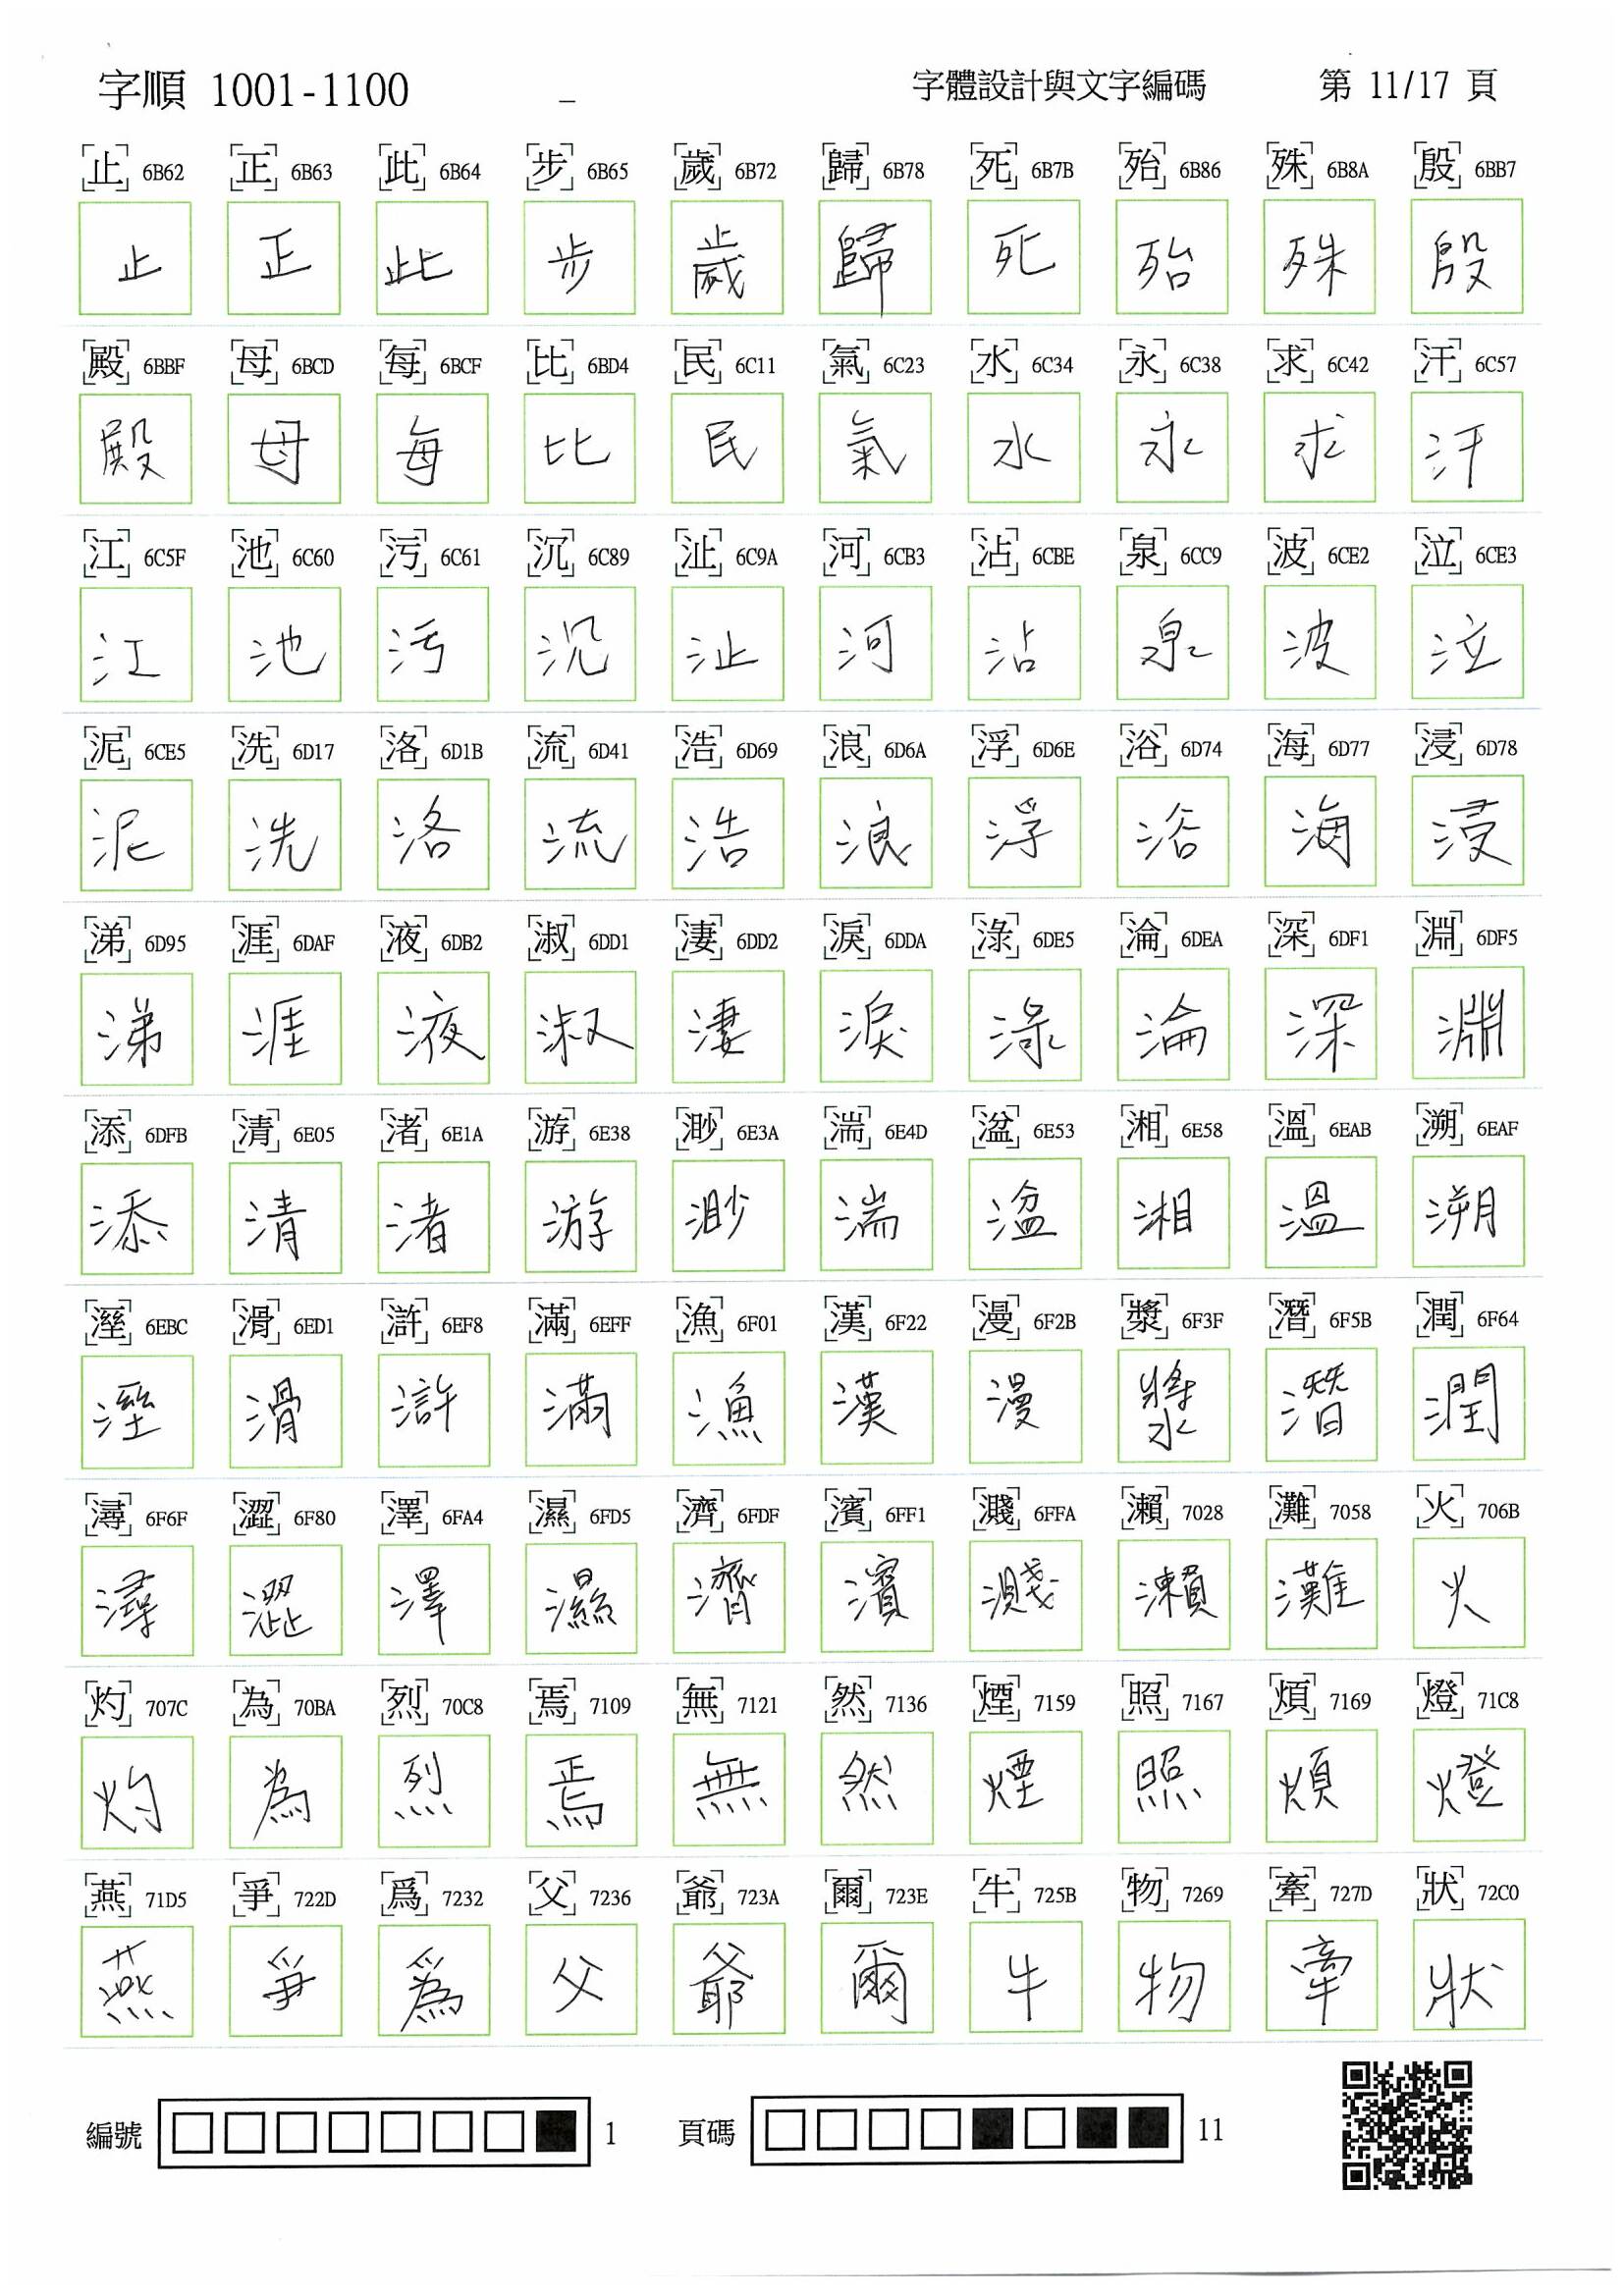 字順 1001-1100 _ 字體設計與文字編碼 第 11/17 頁
止 6B62 正 6B63 此 6B64 步 6B65 歲 6B72 歸 6B78 死 6B7B 殆 6B86 殊 6B8A 殷 6BB7
止 正 此 步 歲 歸 死 殆 殊 殷
殿 6BBF 母 6BCD 每 6BCF 比 6BD4 民 6C11 氣 6C23 水 6C34 永 6C38 求 6C42 汗 6C57
殿 母 每 比 民 氣 水 永 求 汗
江 6C5F 池 6C60 污 6C61 沉 6C89 沚 6C9A 河 6CB3 沾 6CBE 泉 6CC9 波 6CE2 泣 6CE3
江 池 污 沉 沚 河 沾 泉 波 泣
泥 6CE5 洗 6D17 洛 6D1B 流 6D41 浩 6D69 浪 6D6A 浮 6D6E 浴 6D74 海 6D77 浸 6D78
泥 洗 洛 流 浩 浪 浮 浴 海 浸
涕 6D95 涯 6DAF 液 6DB2 淑 6DD1 淒 6DD2 淚 6DDA 淥 6DE5 淪 6DEA 深 6DF1 淵 6DF5
涕 涯 液 淑 淒 淚 淥 淪 深 淵
添 6DFB 清 6E05 渚 6E1A 游 6E38 渺 6E3A 湍 6E4D 湓 6E53 湘 6E58 溫 6EAB 溯 6EAF
添 清 渚 游 渺 湍 湓 湘 溫 溯
溼 6EBC 滑 6ED1 滸 6EF8 滿 6EFF 漁 6F01 漢 6F22 漫 6F2B 漿 6F3F 潛 6F5B 潤 6F64
溼 滑 滸 滿 漁 漢 漫 漿 潛 潤
潯 6F6F 澀 6F80 澤 6FA4 濕 6FD5 濟 6FDF 濱 6FF1 濺 6FFA 瀨 7028 灘 7058 火 706B
潯 澀 澤 濕 濟 濱 濺 瀨 灘 火
灼 707C 為 70BA 烈 70C8 焉 7109 無 7121 然 7136 煙 7159 照 7167 煩 7169 燈 71C8
灼 為 烈 焉 無 然 煙 照 煩 燈
燕 71D5 爭 722D 爲 7232 父 7236 爺 723A 爾 723E 牛 725B 物 7269 牽 727D 狀 72C0
燕 爭 爲 父 爺 爾 牛 物 牽 狀
編號 1 頁碼 11